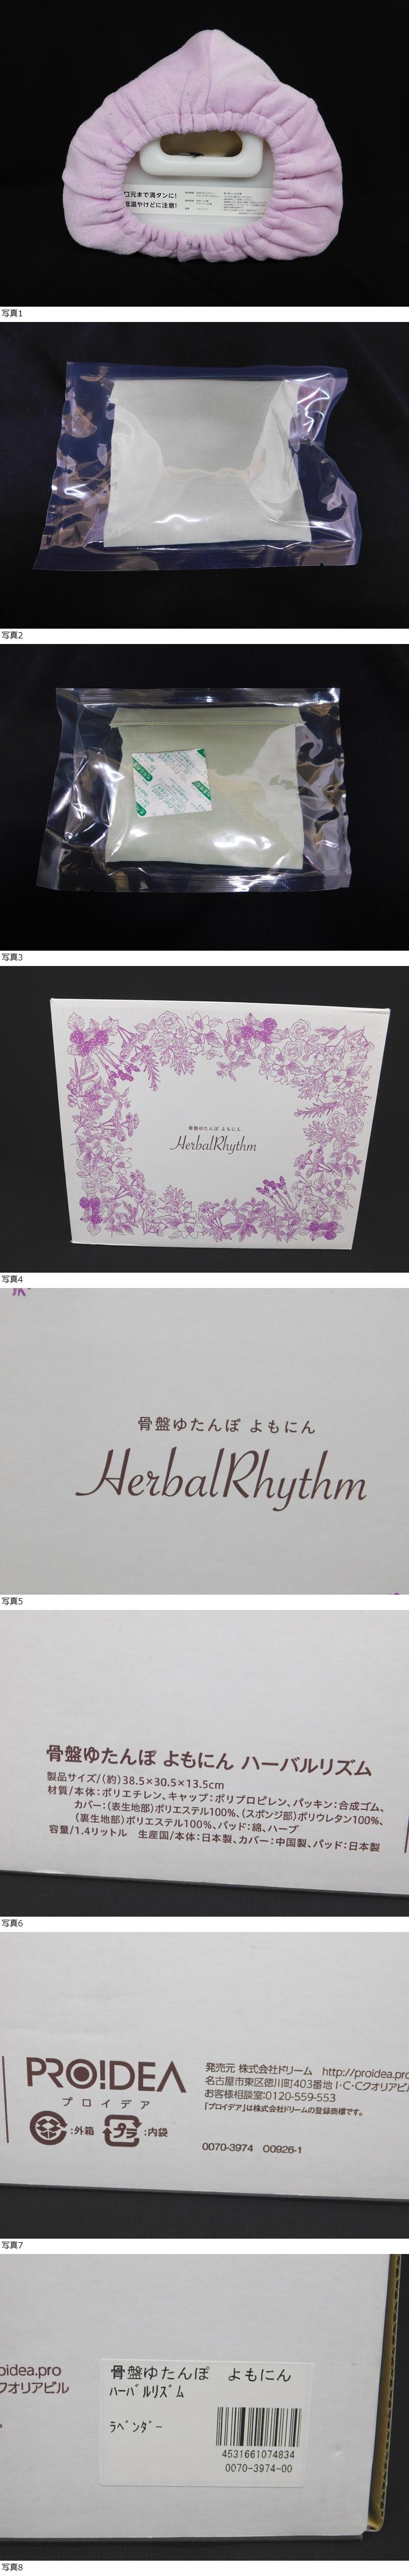 口元まで満タンに!
低温やけどに注意!
写真1
写真2
写真3
骨盤ゆたんぽ よもにん
HerbalRhythm
写真4
骨盤ゆたんぽ よもにん
HerbalRhythm
写真5
骨盤ゆたんぽ よもにん ハーバルリズム
製品サイズ/(約)38.5×30.5×13.5cm
材質/本体:ポリエチレン、キャップ:ポリプロピレン、パッキン:合成ゴム、
カバー:(表生地部)ポリエステル100%、(スポンジ部)ポリウレタン100%、
(裏生地部)ポリエステル100%、パッド:綿、ハーブ
容量/1.4リットル 生産国/本体:日本製、カバー:中国製、パッド:日本製
写真6
PRO!DEA
プロイデア
:外箱
プラ
:内袋
発売元 株式会社ドリーム http://proidea.pro
名古屋市東区徳川町403番地 I・C・Cクオリアビル
お客様相談室:0120-559-553
「プロイデア」は株式会社ドリームの登録商標です。
0070-3974 00926-1
写真7
oidea.pro
クオリアビル
骨盤ゆたんぽ よもにん
ハーバルリズム
ラベンダー
4531661074834
0070-3974-00
写真8